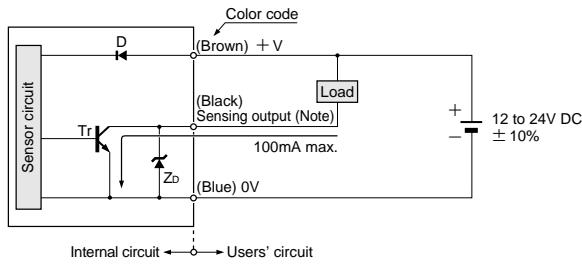 Color code
D
(Brown) + V
Load
(Black)
Sensing output (Note)
Tr
100mA max.
ZD
(Blue) 0V
Sensor circuit
+
−
12 to 24V DC
± 10%
Internal circuit
Users' circuit